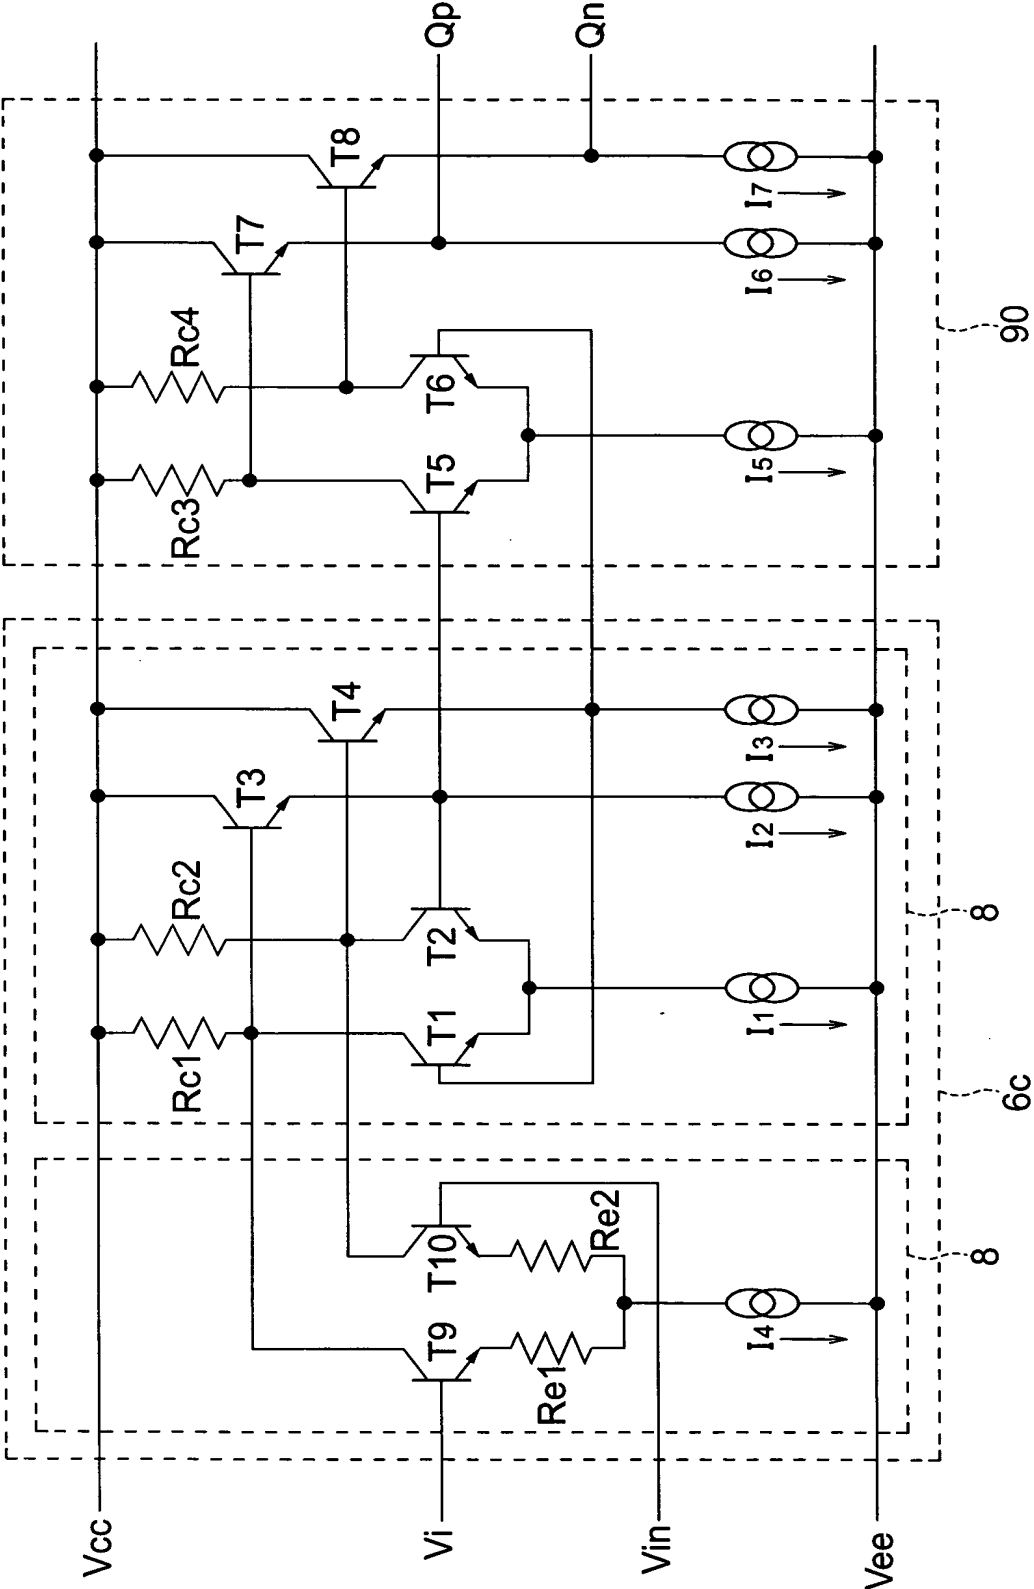 Vcc
Vi
Vin
Vee
T9
T10
Re1
Re2
I4
8
Rc1
Rc2
T1
T2
T3
T4
I1
I2
I3
8
6c
Rc3
Rc4
T5
T6
T7
T8
I5
I6
I7
90
Qp
Qn